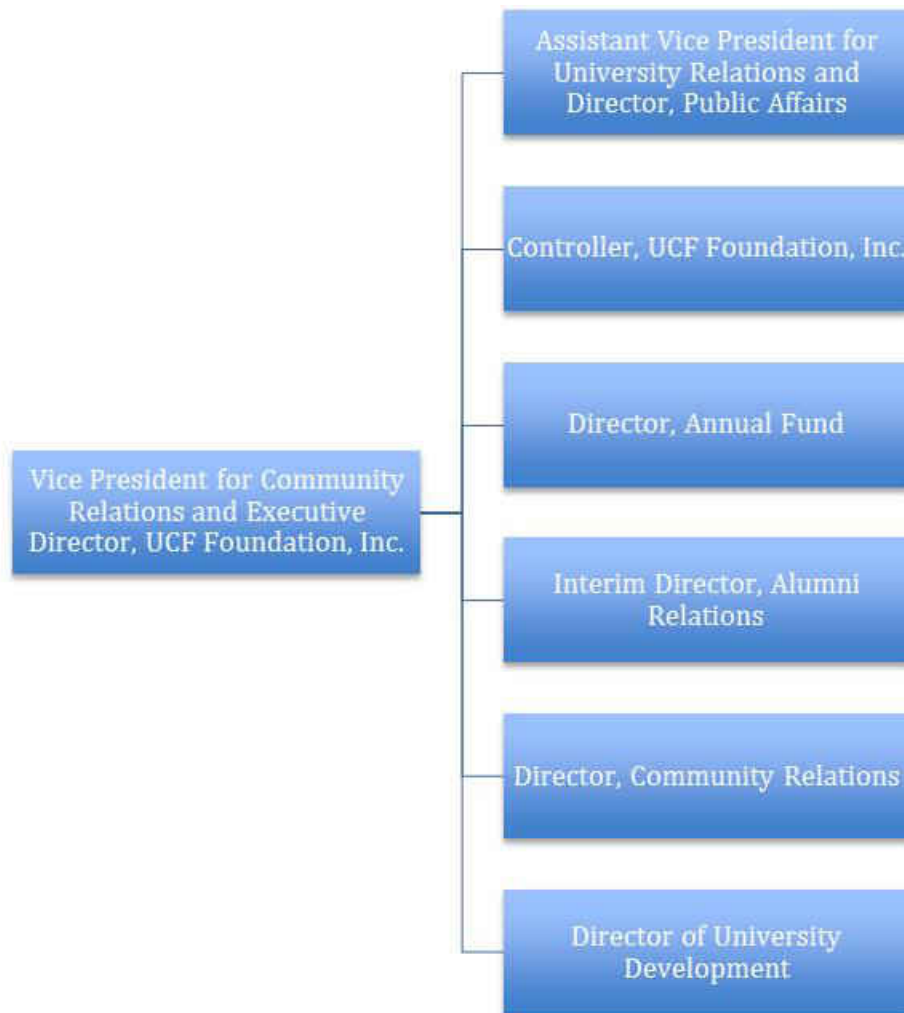 Assistant Vice President for
University Relations and
Director, Public Affairs
Controller, UCF Foundation, Inc.
Director, Annual Fund
Vice President for Community
Relations and Executive
Director, UCF Foundation, Inc.
Interim Director, Alumni
Relations
Director, Community Relations
Director of University
Development